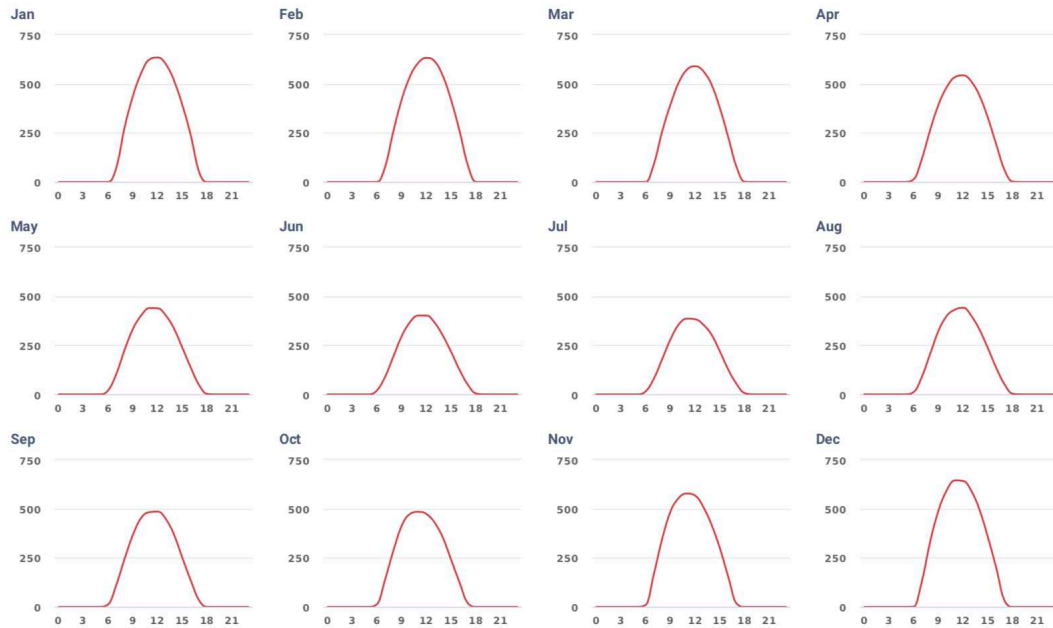 Jan Feb Mar Apr
750 750 750 750
500 500 500 500
250 250 250 250
0 0 0 0
0 3 6 9 12 15 18 21 0 3 6 9 12 15 18 21 0 3 6 9 12 15 18 21 0 3 6 9 12 15 18 21
May Jun Jul Aug
750 750 750 750
500 500 500 500
250 250 250 250
0 0 0 0
0 3 6 9 12 15 18 21 0 3 6 9 12 15 18 21 0 3 6 9 12 15 18 21 0 3 6 9 12 15 18 21
Sep Oct Nov Dec
750 750 750 750
500 500 500 500
250 250 250 250
0 0 0 0
0 3 6 9 12 15 18 21 0 3 6 9 12 15 18 21 0 3 6 9 12 15 18 21 0 3 6 9 12 15 18 21